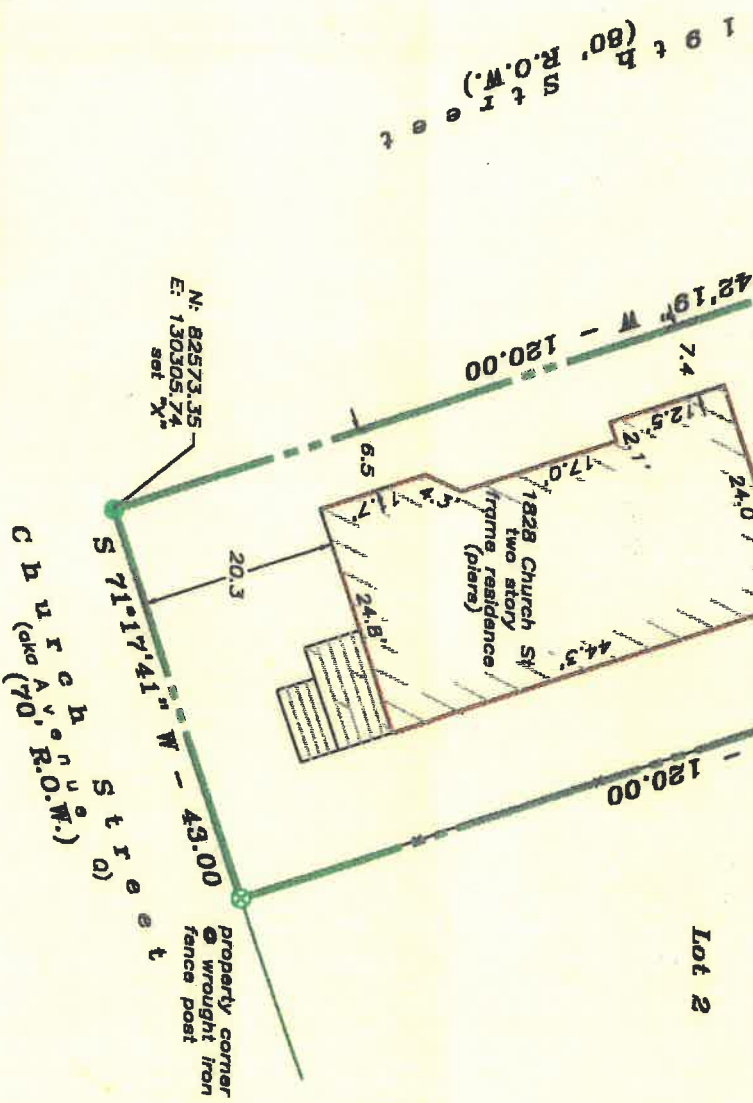 19th Street
(80' R.O.W.)
42'19" W - 120.00
7.4
12.5'
2.1'
24.0
17.0'
1828 Church St
two story
frame residence
(piers)
4.3'
44.3'
6.5
11.7'
24.8'
20.3
N: 82573.35
E: 130305.74
set "X"
S 71°17'41" W - 43.00
- 120.00
Lot 2
Church Street
(aka Avenue Q)
(70' R.O.W.)
property corner
@ wrought iron
fence post